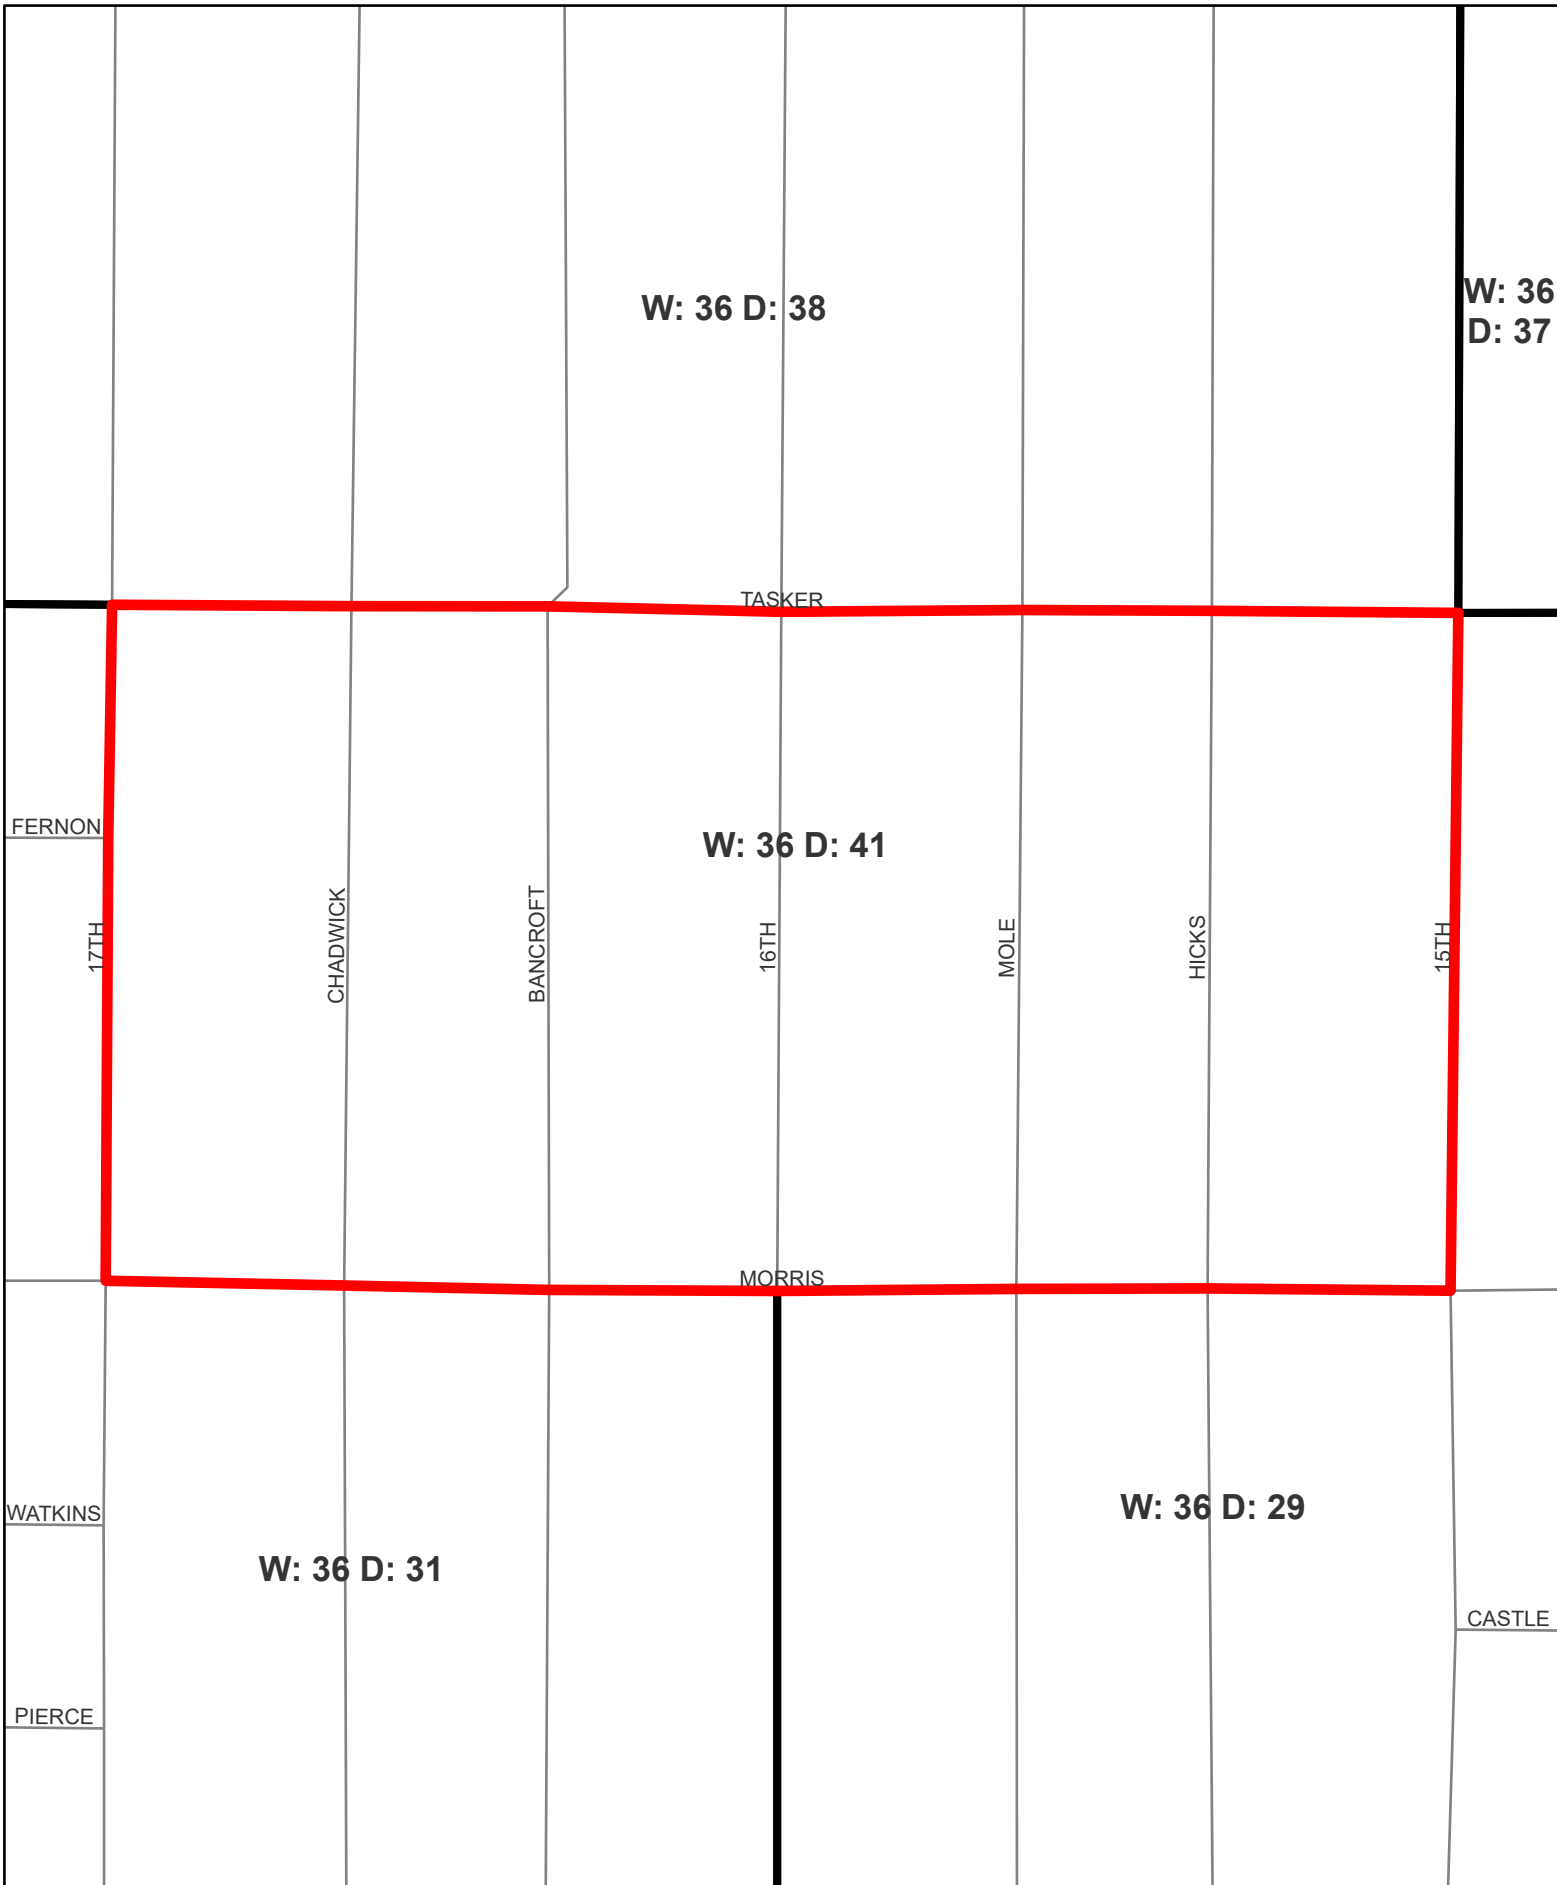 W: 36 D: 38
W: 36
D: 37
TASKER
FERNON
W: 36 D: 41
17TH
CHADWICK
BANCROFT
16TH
MOLE
HICKS
15TH
MORRIS
WATKINS
W: 36 D: 29
W: 36 D: 31
CASTLE
PIERCE